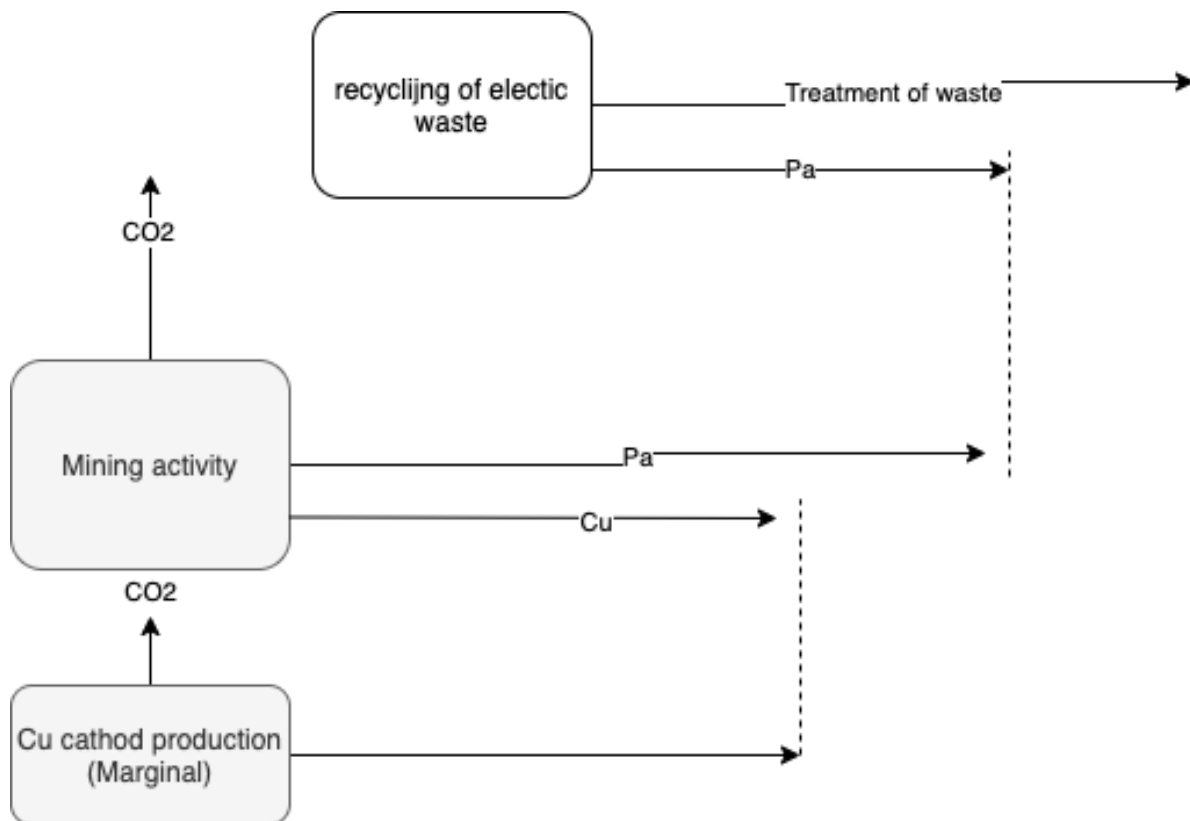 recyclijng of electic
waste
Treatment of waste
Pa
CO2
Mining activity
Pa
Cu
CO2
Cu cathod production
(Marginal)